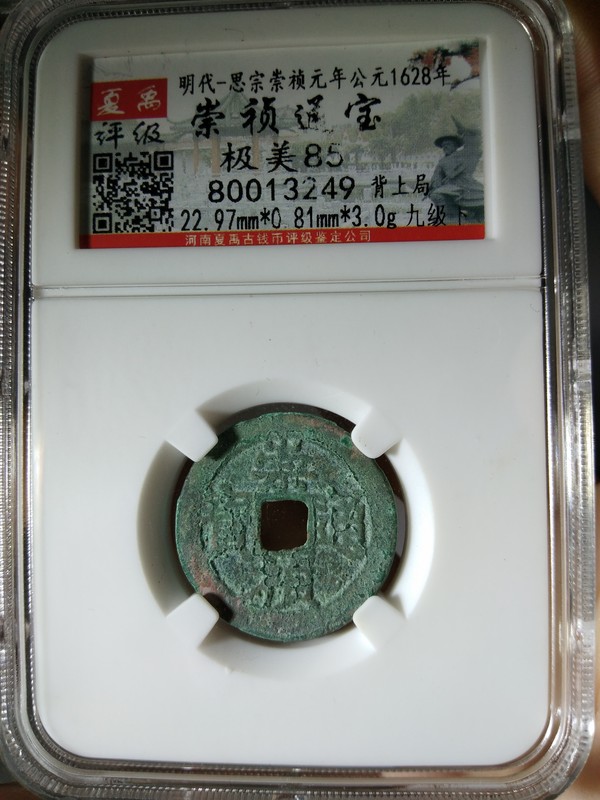 夏禹
评级
明代-思宗崇祯元年公元1628年
崇祯通宝
极美85
80013249 背上局
22.97mm*0.81mm*3.0g 九级下
河南夏禹古钱币评级鉴定公司